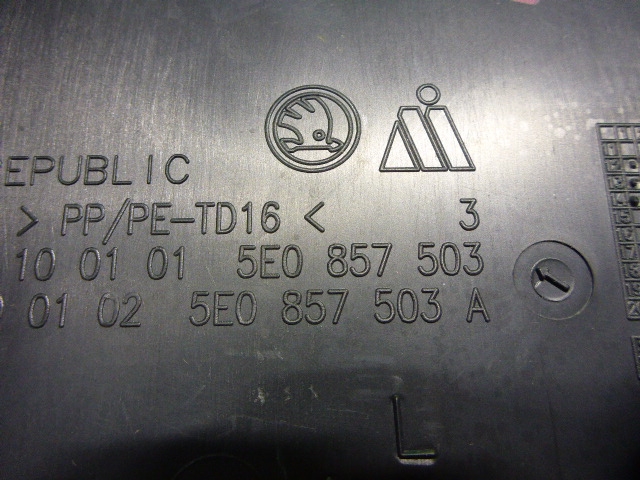 EPUBLIC
> PP/PE-TD16 < 3
10 01 01 5E0 857 503
01 02 5E0 857 503 A
L